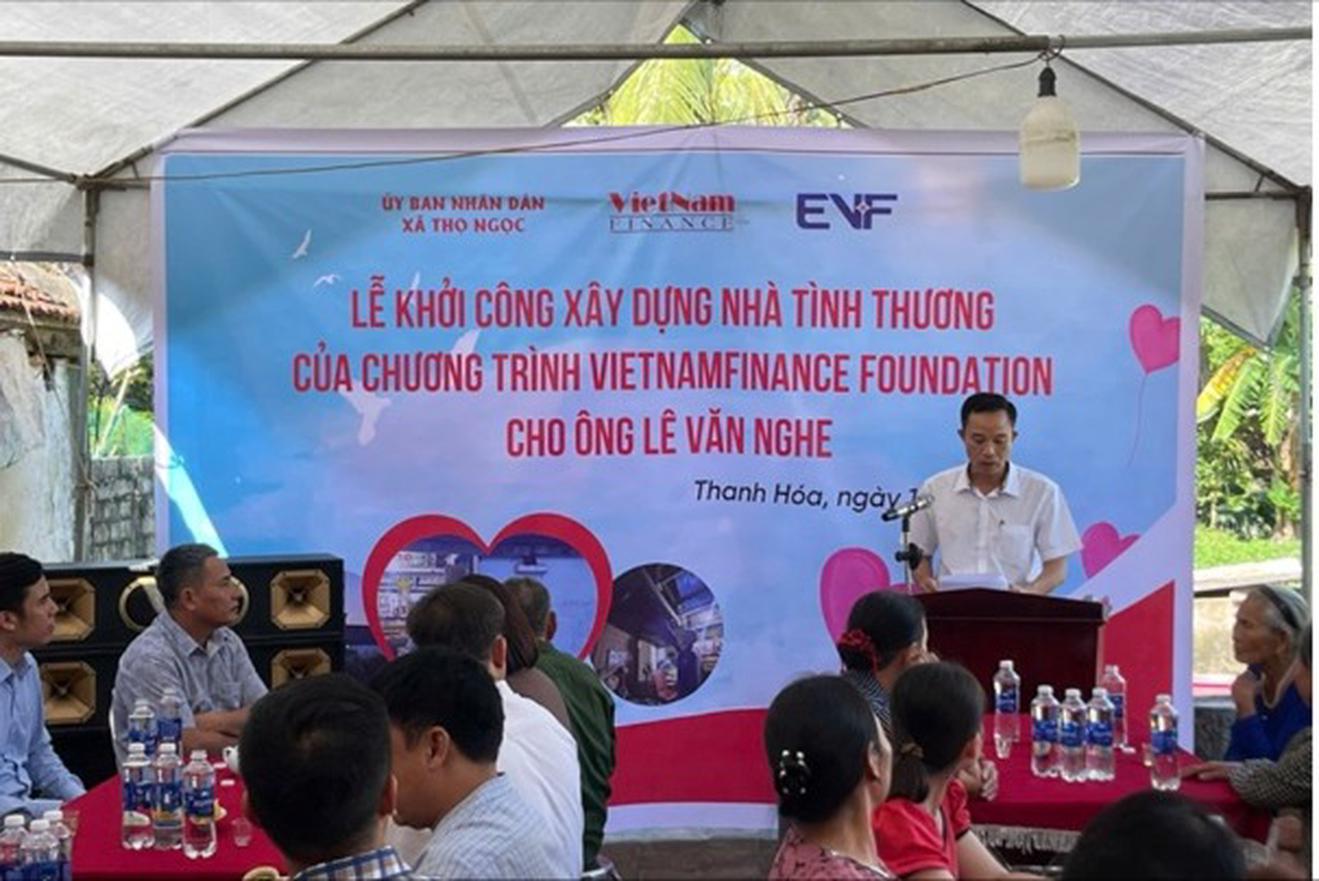 ỦY BAN NHÂN DÂN
XÃ THỌ NGỌC
VietNam
FINANCE
EVF
LỄ KHỞI CÔNG XÂY DỰNG NHÀ TÌNH THƯƠNG
CỦA CHƯƠNG TRÌNH VIETNAMFINANCE FOUNDATION
CHO ÔNG LÊ VĂN NGHE
Thanh Hóa, ngày 1